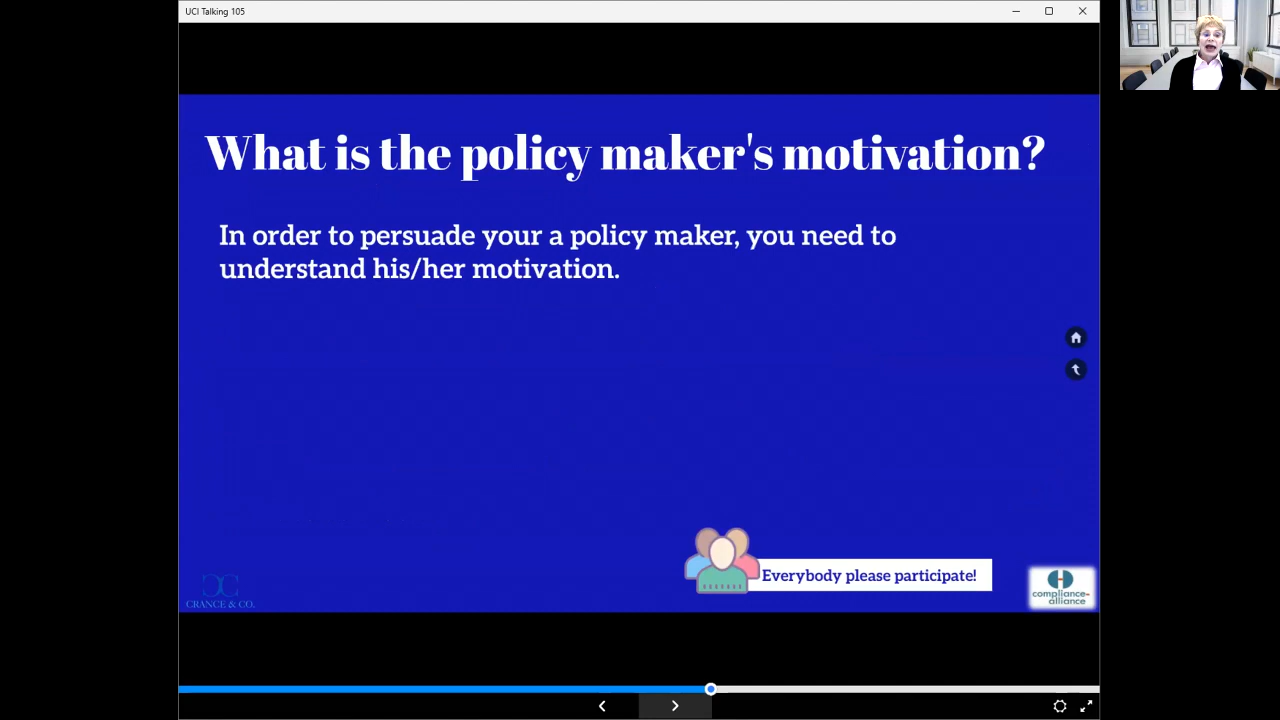 UCI Talking 105
What is the policy maker's motivation?
In order to persuade your a policy maker, you need to
understand his/her motivation.
Everybody please participate!
CRANCE & CO.
compliance-
alliance